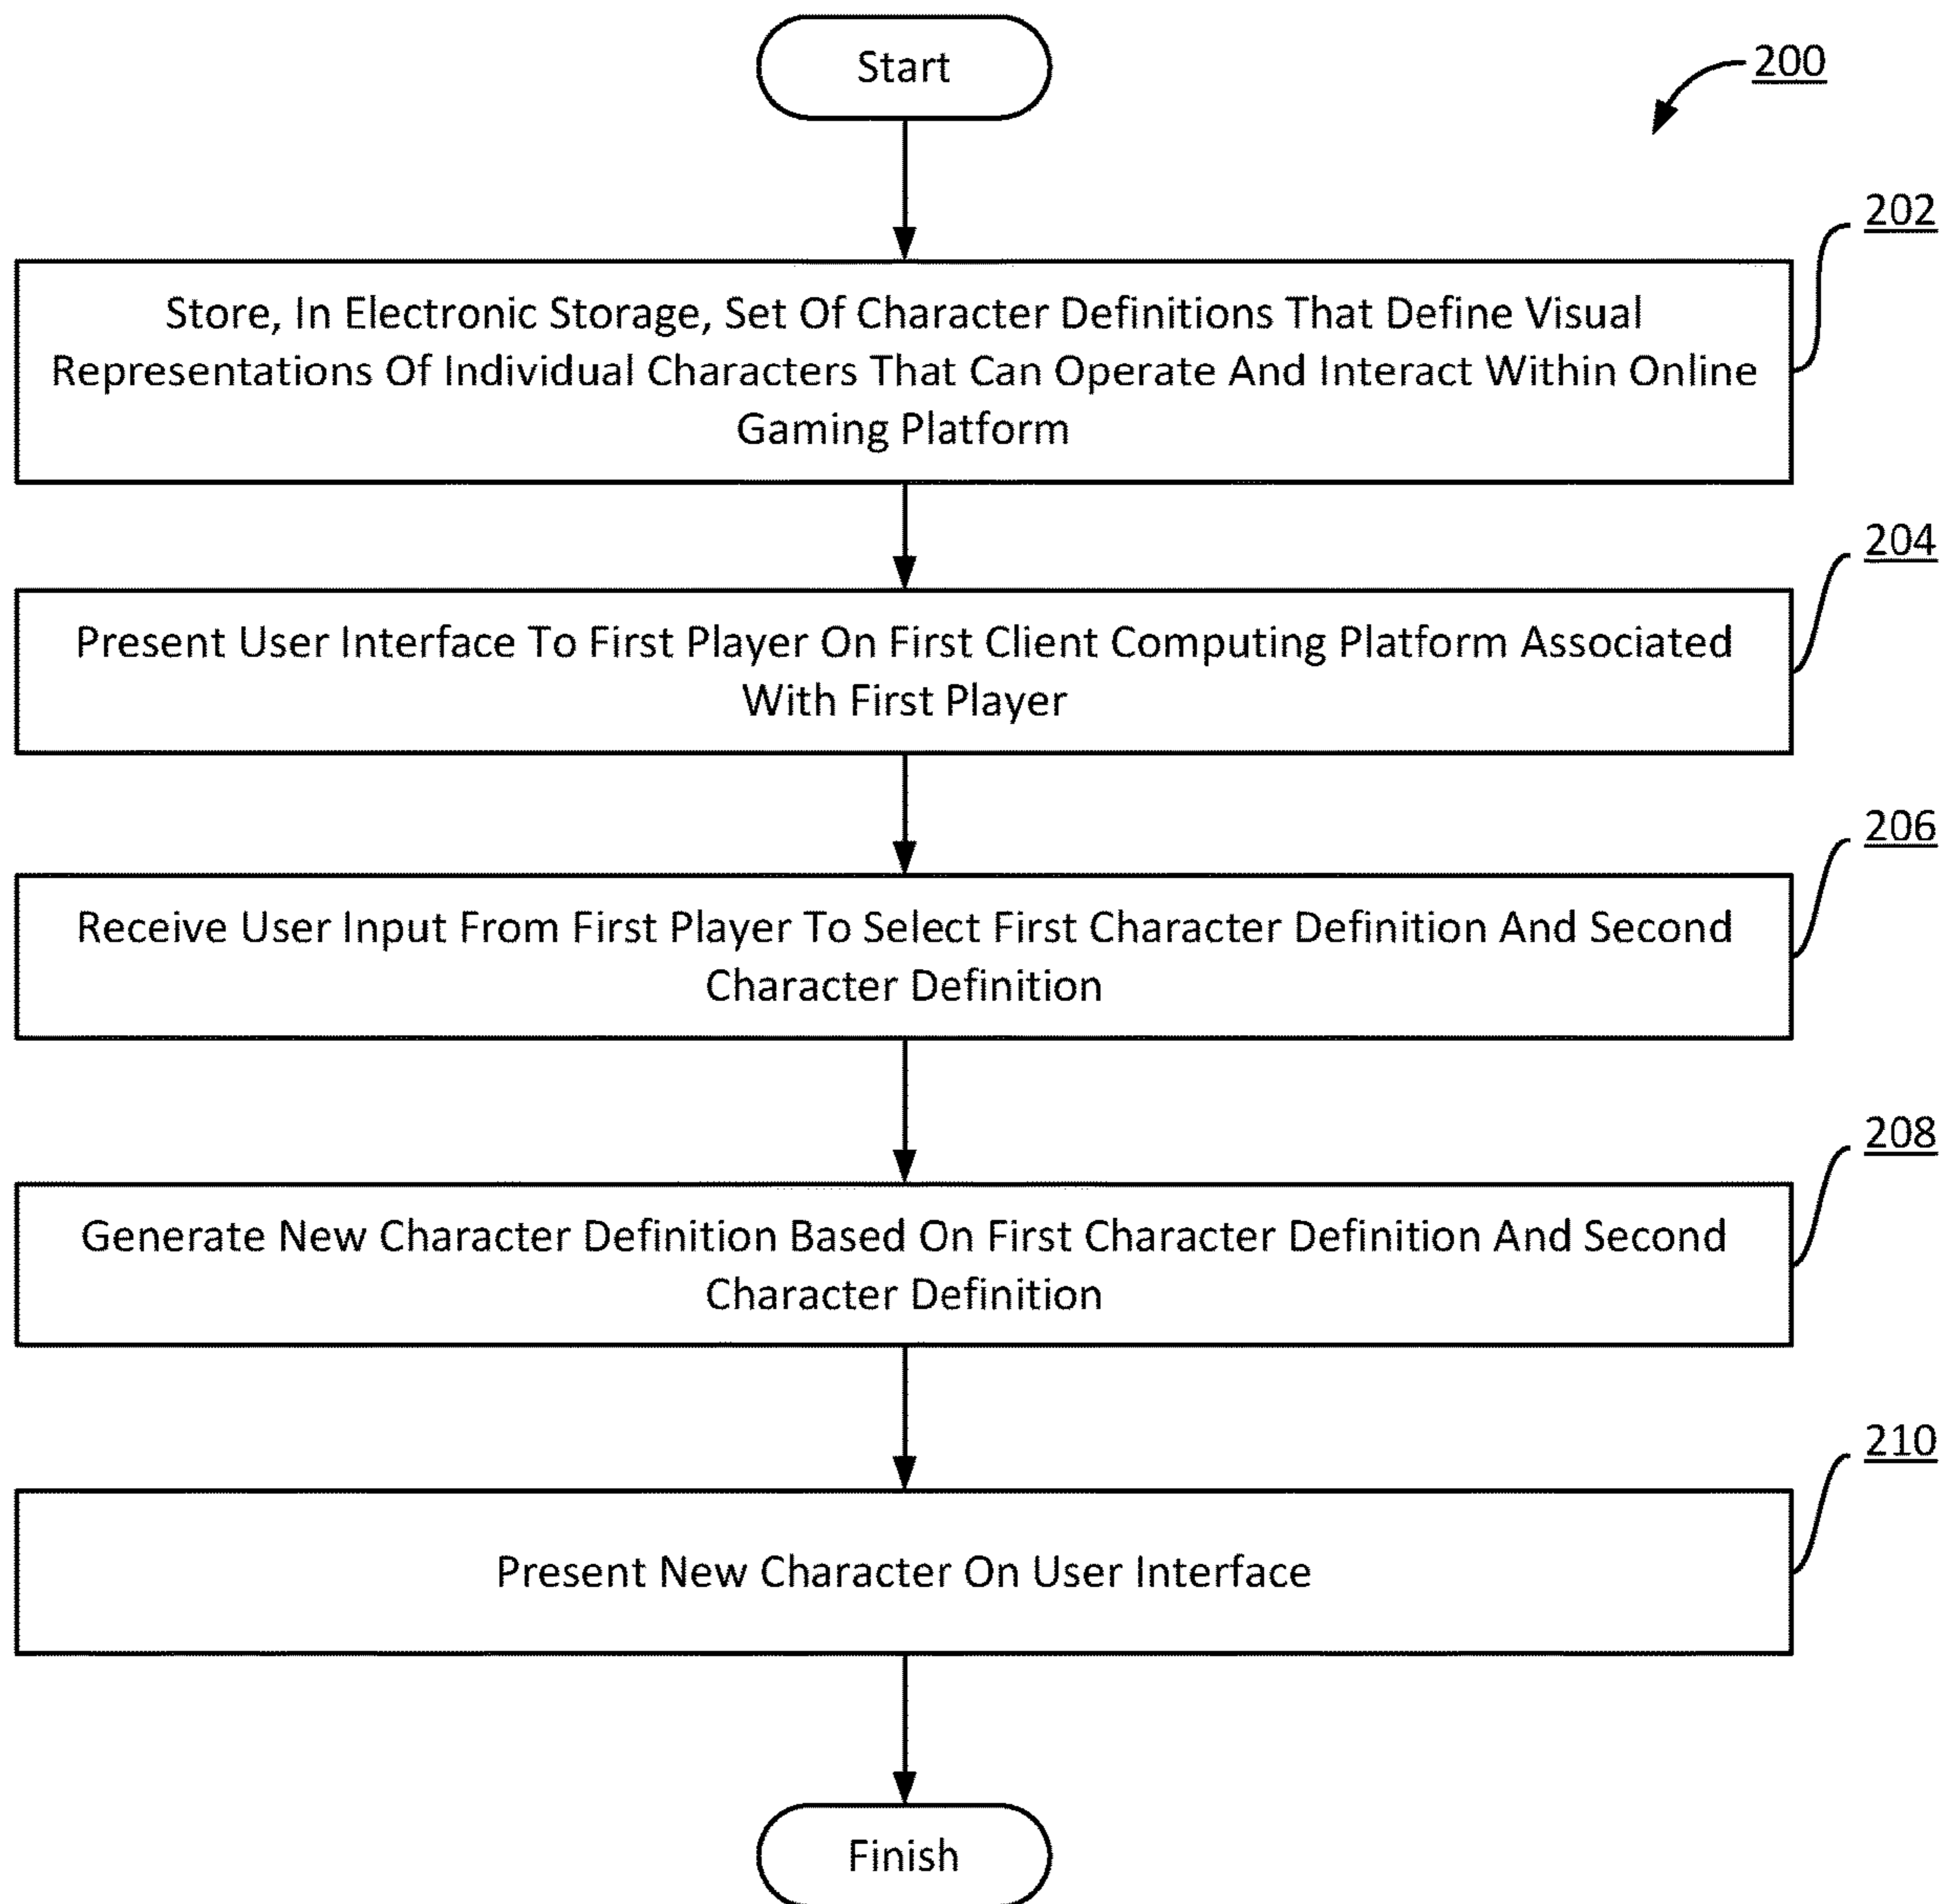 Start
200
202
Store, In Electronic Storage, Set Of Character Definitions That Define Visual
Representations Of Individual Characters That Can Operate And Interact Within Online
Gaming Platform
204
Present User Interface To First Player On First Client Computing Platform Associated
With First Player
206
Receive User Input From First Player To Select First Character Definition And Second
Character Definition
208
Generate New Character Definition Based On First Character Definition And Second
Character Definition
210
Present New Character On User Interface
Finish